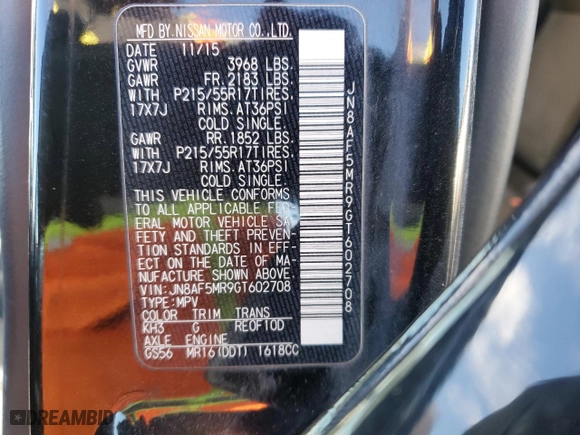 MFD BY.NISSAN MOTOR CO.,LTD.
DATE 11/15
GVWR 3968 LBS.
GAWR FR. 2183 LBS.
WITH P215/55R17TIRES.
17X7J RIMS. AT36PSI
COLD SINGLE.
GAWR RR. 1852 LBS.
WITH P215/55R17TIRES.
17X7J RIMS. AT36PSI
COLD SINGLE.
THIS VEHICLE CONFORMS
TO ALL APPLICABLE FED-
ERAL MOTOR VEHICLE SA
FETY AND THEFT PREVEN-
TION STANDARDS IN EFF-
ECT ON THE DATE OF MA-
NUFACTURE SHOWN ABOVE.
VIN:JN8AF5MR9GT602708
TYPE:MPV
COLOR TRIM TRANS
KH3 G RE0F10D
AXLE ENGINE
GS56 MR16(DDT) 1618CC
JN8AF5MR9GT602708
DREAMBID